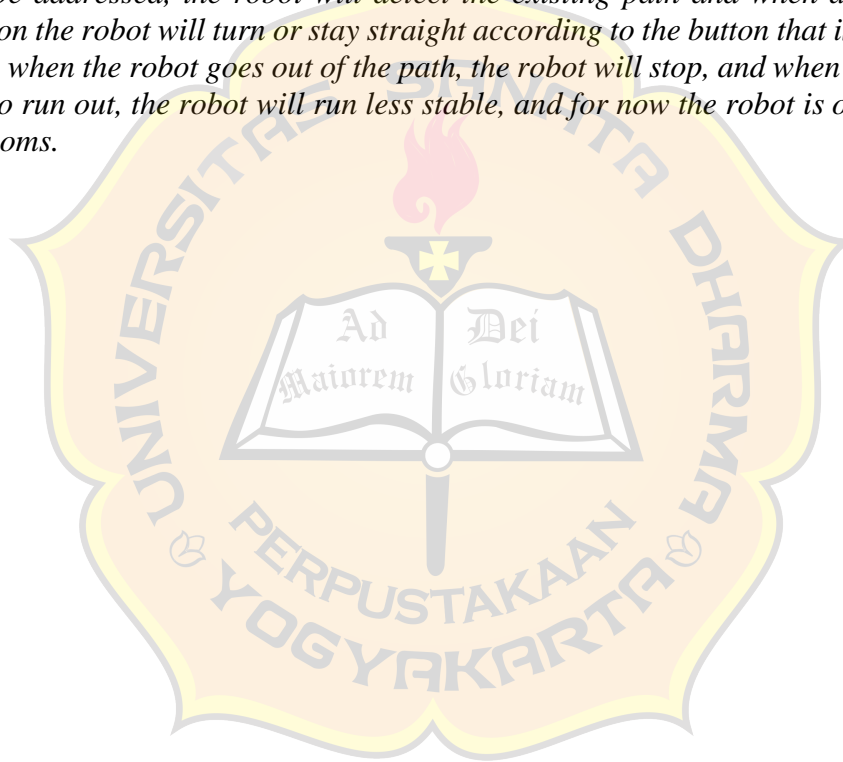 be addressed, the robot will detect the existing path and when a
on the robot will turn or stay straight according to the button that i
when the robot goes out of the path, the robot will stop, and when
o run out, the robot will run less stable, and for now the robot is o
oms.
UNIVERSITAS SANATA DHARMA
Ad Dei
Maiorem Gloriam
PERPUSTAKAAN
YOGYAKARTA